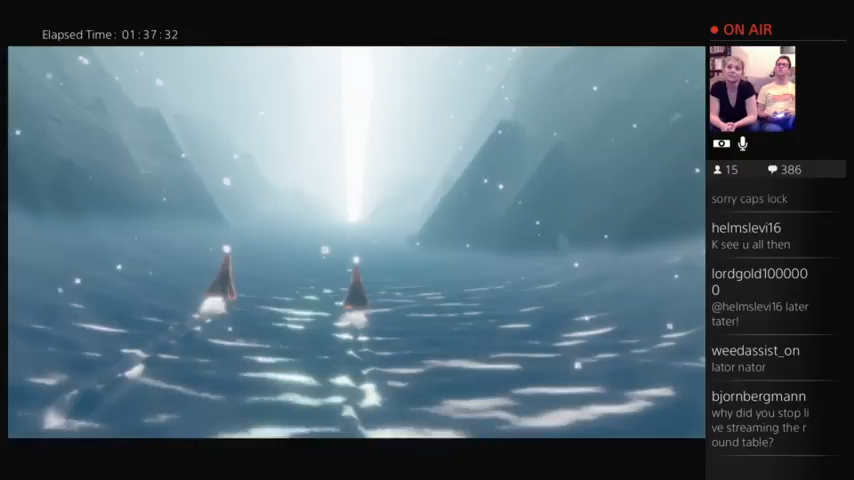 Elapsed Time: 01:37:32
ON AIR
15 386
sorry caps lock
helmslevi16
K see u all then
lordgold100000
0
@helmslevi16 later
tater!
weedassist_on
lator nator
bjornbergmann
why did you stop li
ve streaming the r
ound table?